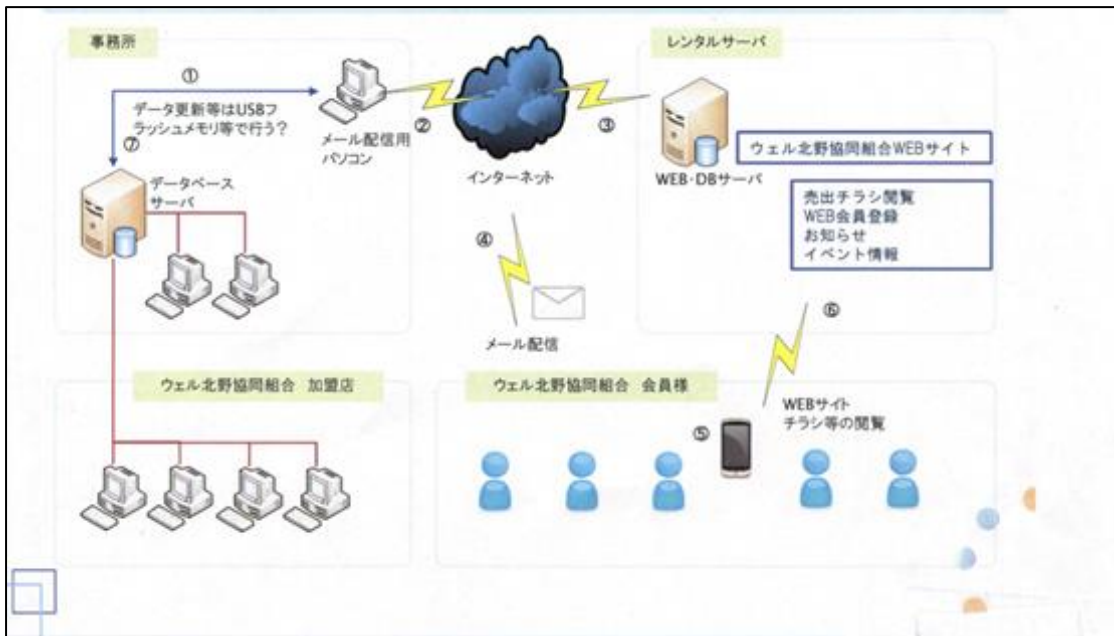 事務所
レンタルサーバ
①
データ更新等はUSBフ
ラッシュメモリ等で行う?
⑦
メール配信用
パソコン
②
インターネット
③
WEB・DBサーバ
ウェル北野協同組合WEBサイト
売出チラシ閲覧
WEB会員登録
お知らせ
イベント情報
データベース
サーバ
④
メール配信
⑥
ウェル北野協同組合 加盟店
ウェル北野協同組合 会員様
WEBサイト
チラシ等の閲覧
⑤